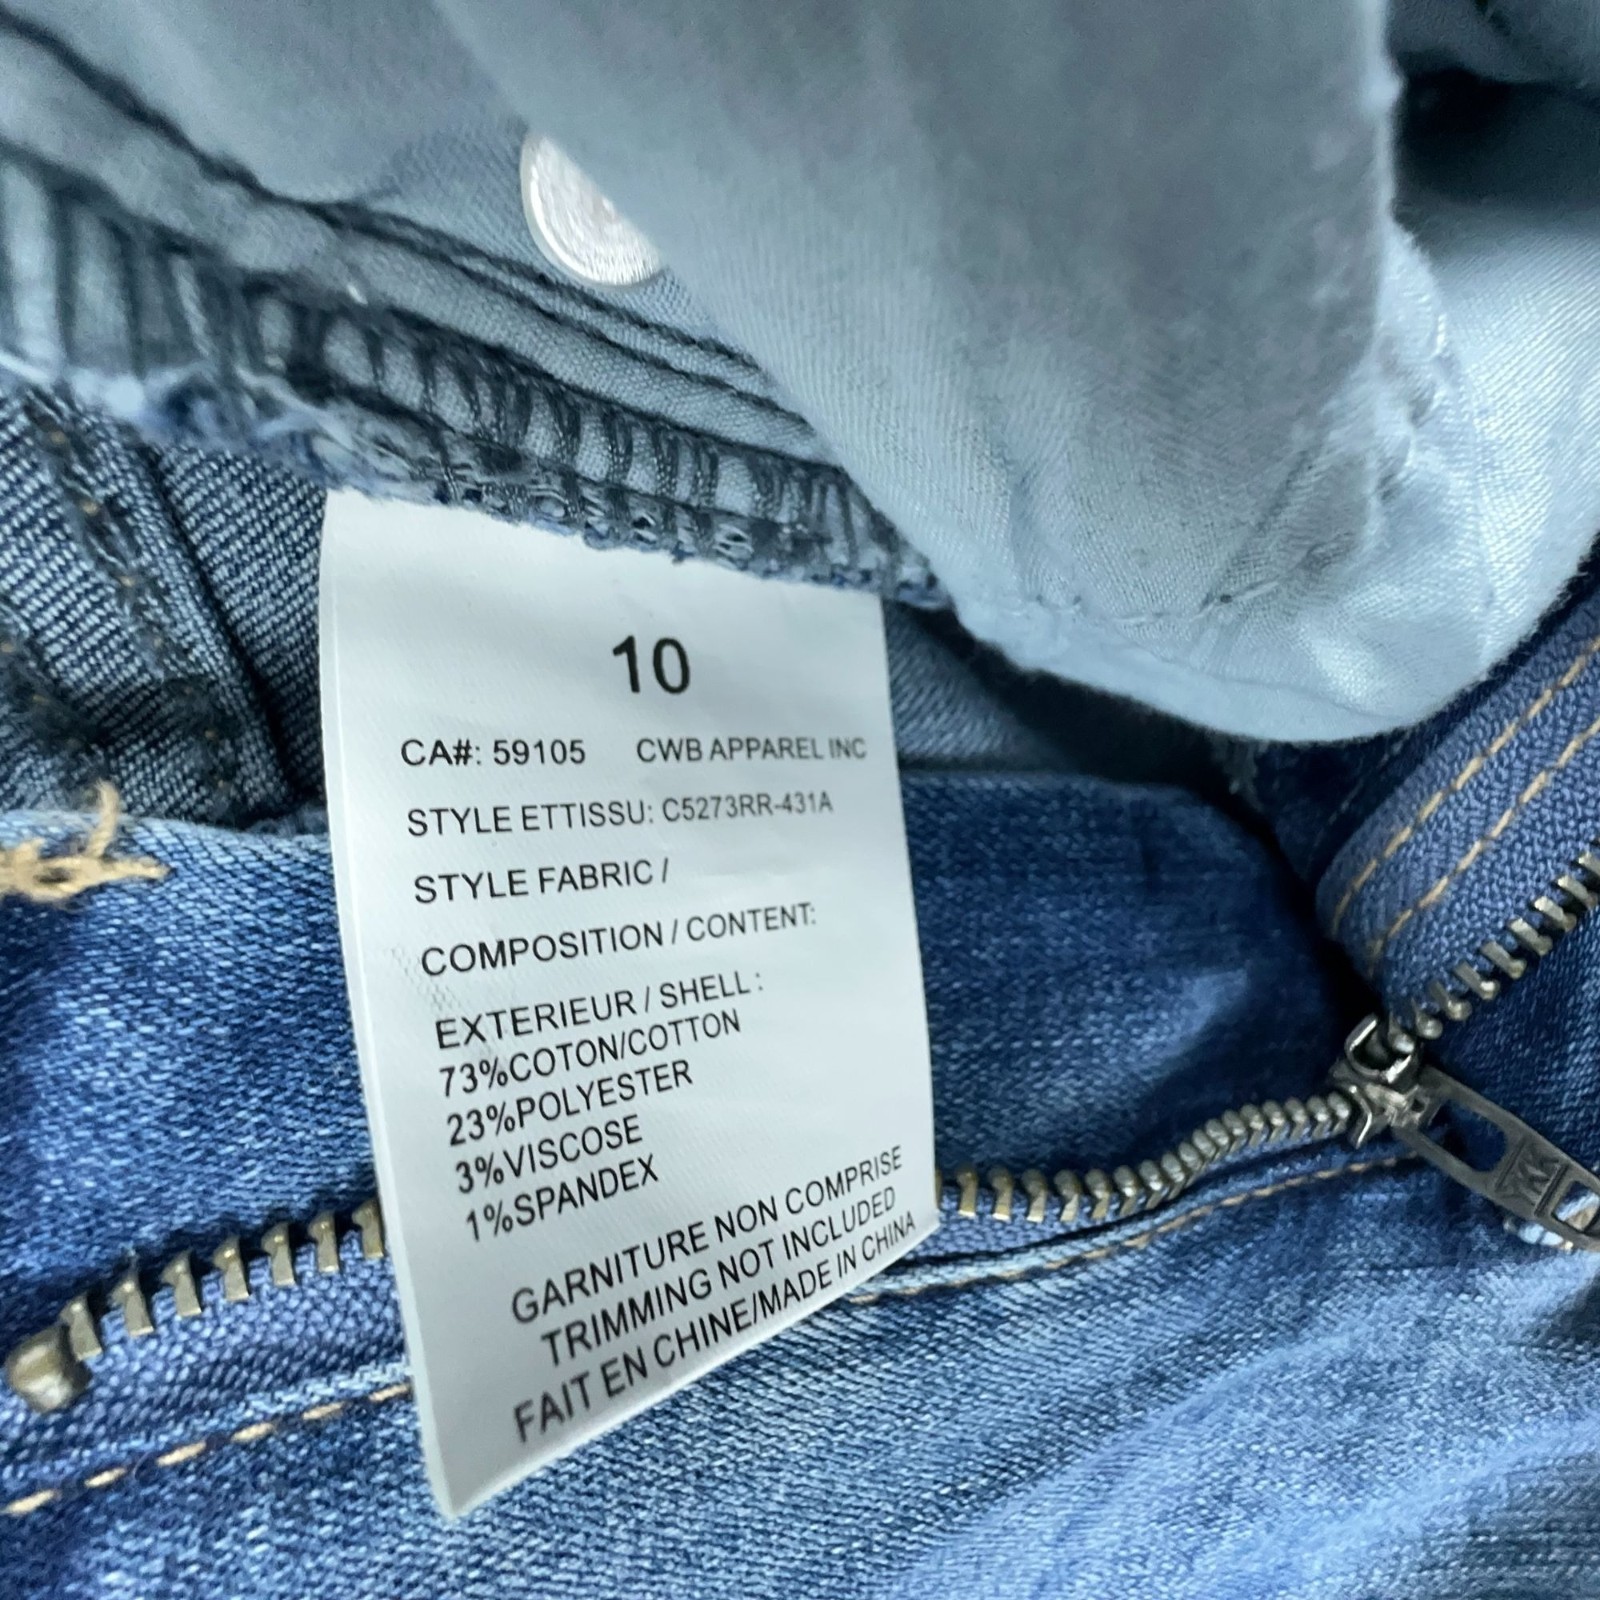 10
CA#: 59105 CWB APPAREL INC
STYLE ETTISSU: C5273RR-431A
STYLE FABRIC /
COMPOSITION / CONTENT:
EXTERIEUR / SHELL :
73%COTON/COTTON
23%POLYESTER
3%VISCOSE
1%SPANDEX
GARNITURE NON COMPRISE
TRIMMING NOT INCLUDED
FAIT EN CHINE/MADE IN CHINA
YKK